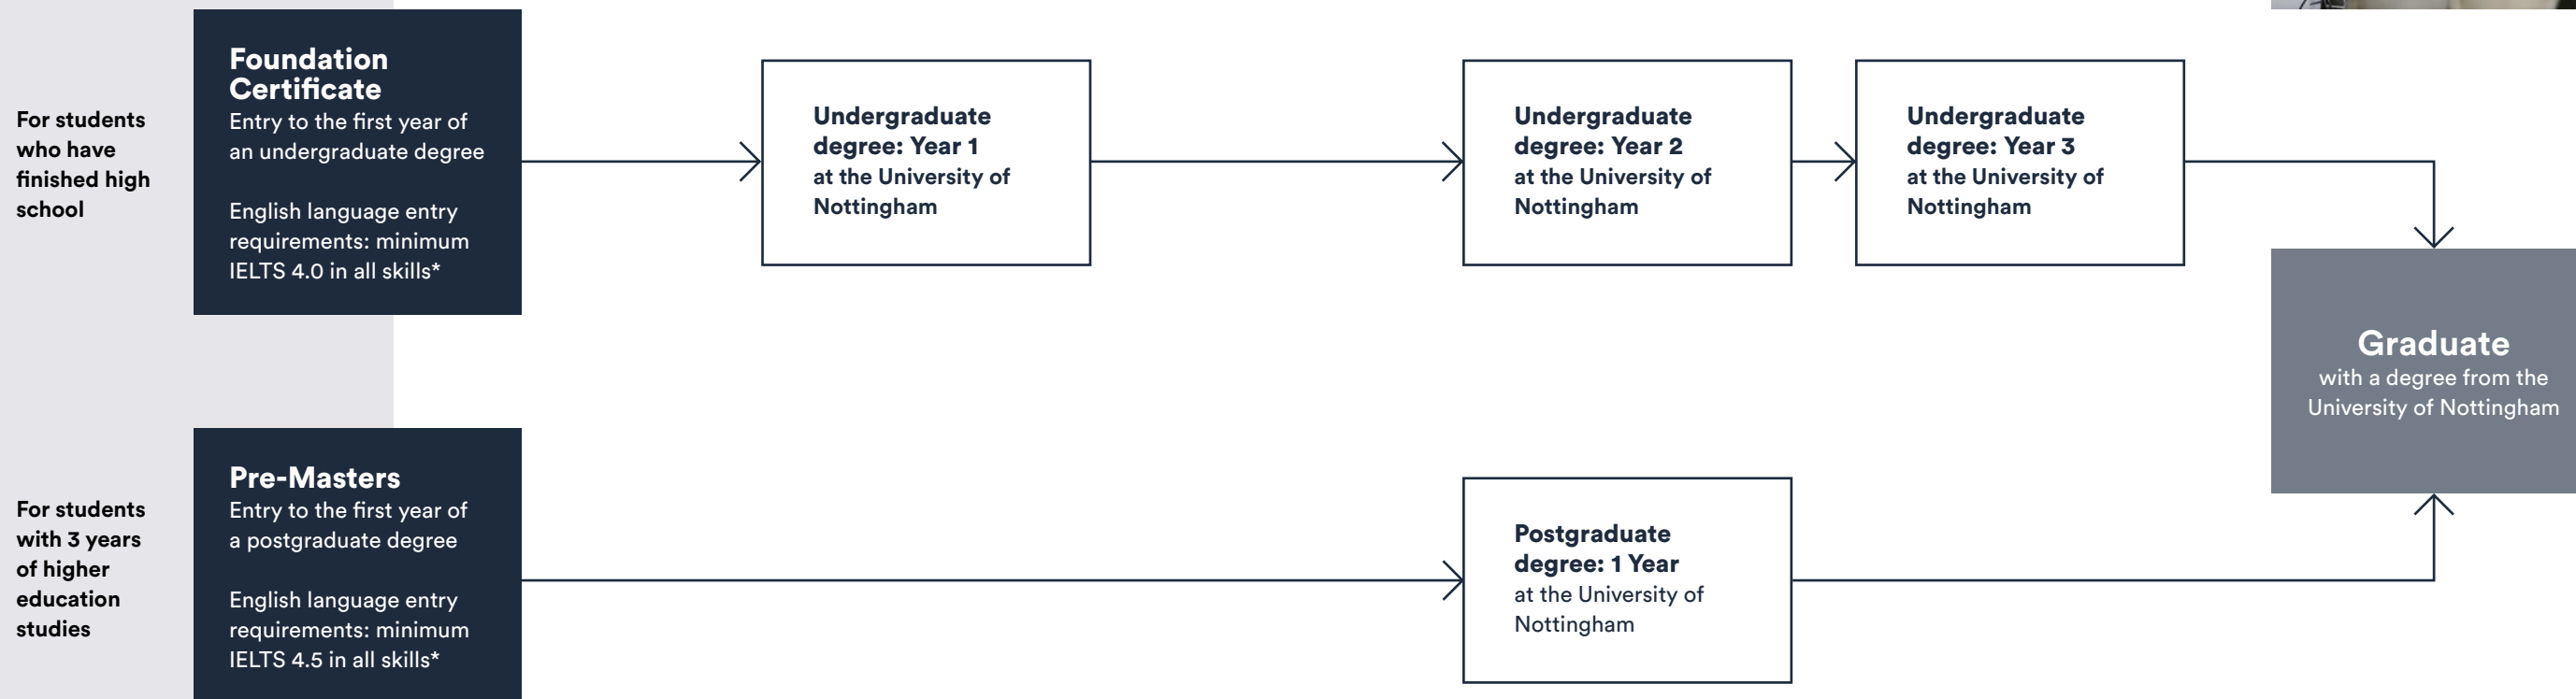 For students
who have
finished high
school
Foundation
Certificate
Entry to the first year of
an undergraduate degree
English language entry
requirements: minimum
IELTS 4.0 in all skills*
Undergraduate
degree: Year 1
at the University of
Nottingham
Undergraduate
degree: Year 2
at the University of
Nottingham
Undergraduate
degree: Year 3
at the University of
Nottingham
Graduate
with a degree from the
University of Nottingham
For students
with 3 years
of higher
education
studies
Pre-Masters
Entry to the first year of
a postgraduate degree
English language entry
requirements: minimum
IELTS 4.5 in all skills*
Postgraduate
degree: 1 Year
at the University of
Nottingham